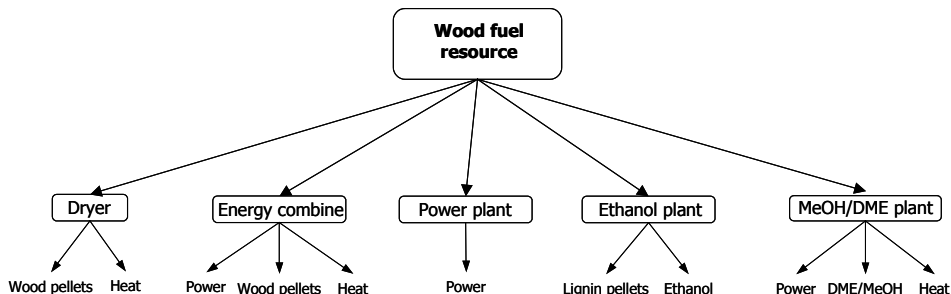 Wood fuel
resource
Dryer
Energy combine
Power plant
Ethanol plant
MeOH/DME plant
Wood pellets
Heat
Power
Wood pellets
Heat
Power
Lignin pellets
Ethanol
Power
DME/MeOH
Heat